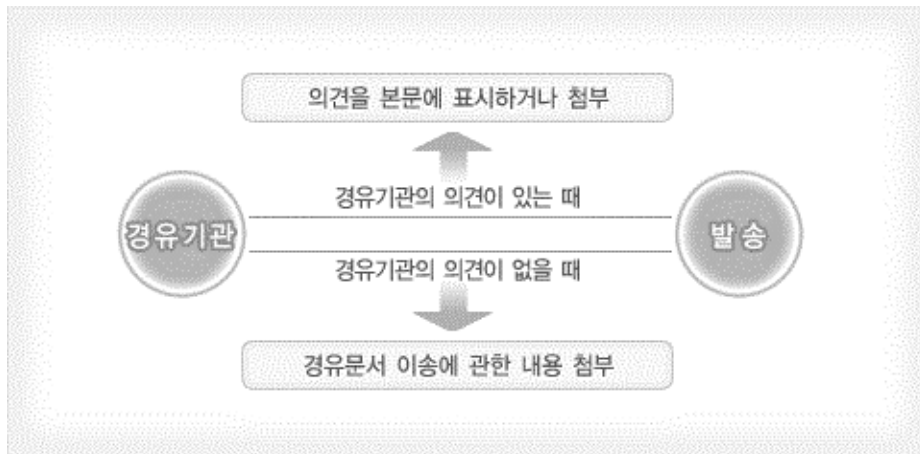 의견을 본문에 표시하거나 첨부
경유기관의 의견이 있는 때
경유기관
발송
경유기관의 의견이 없을 때
경유문서 이송에 관한 내용 첨부